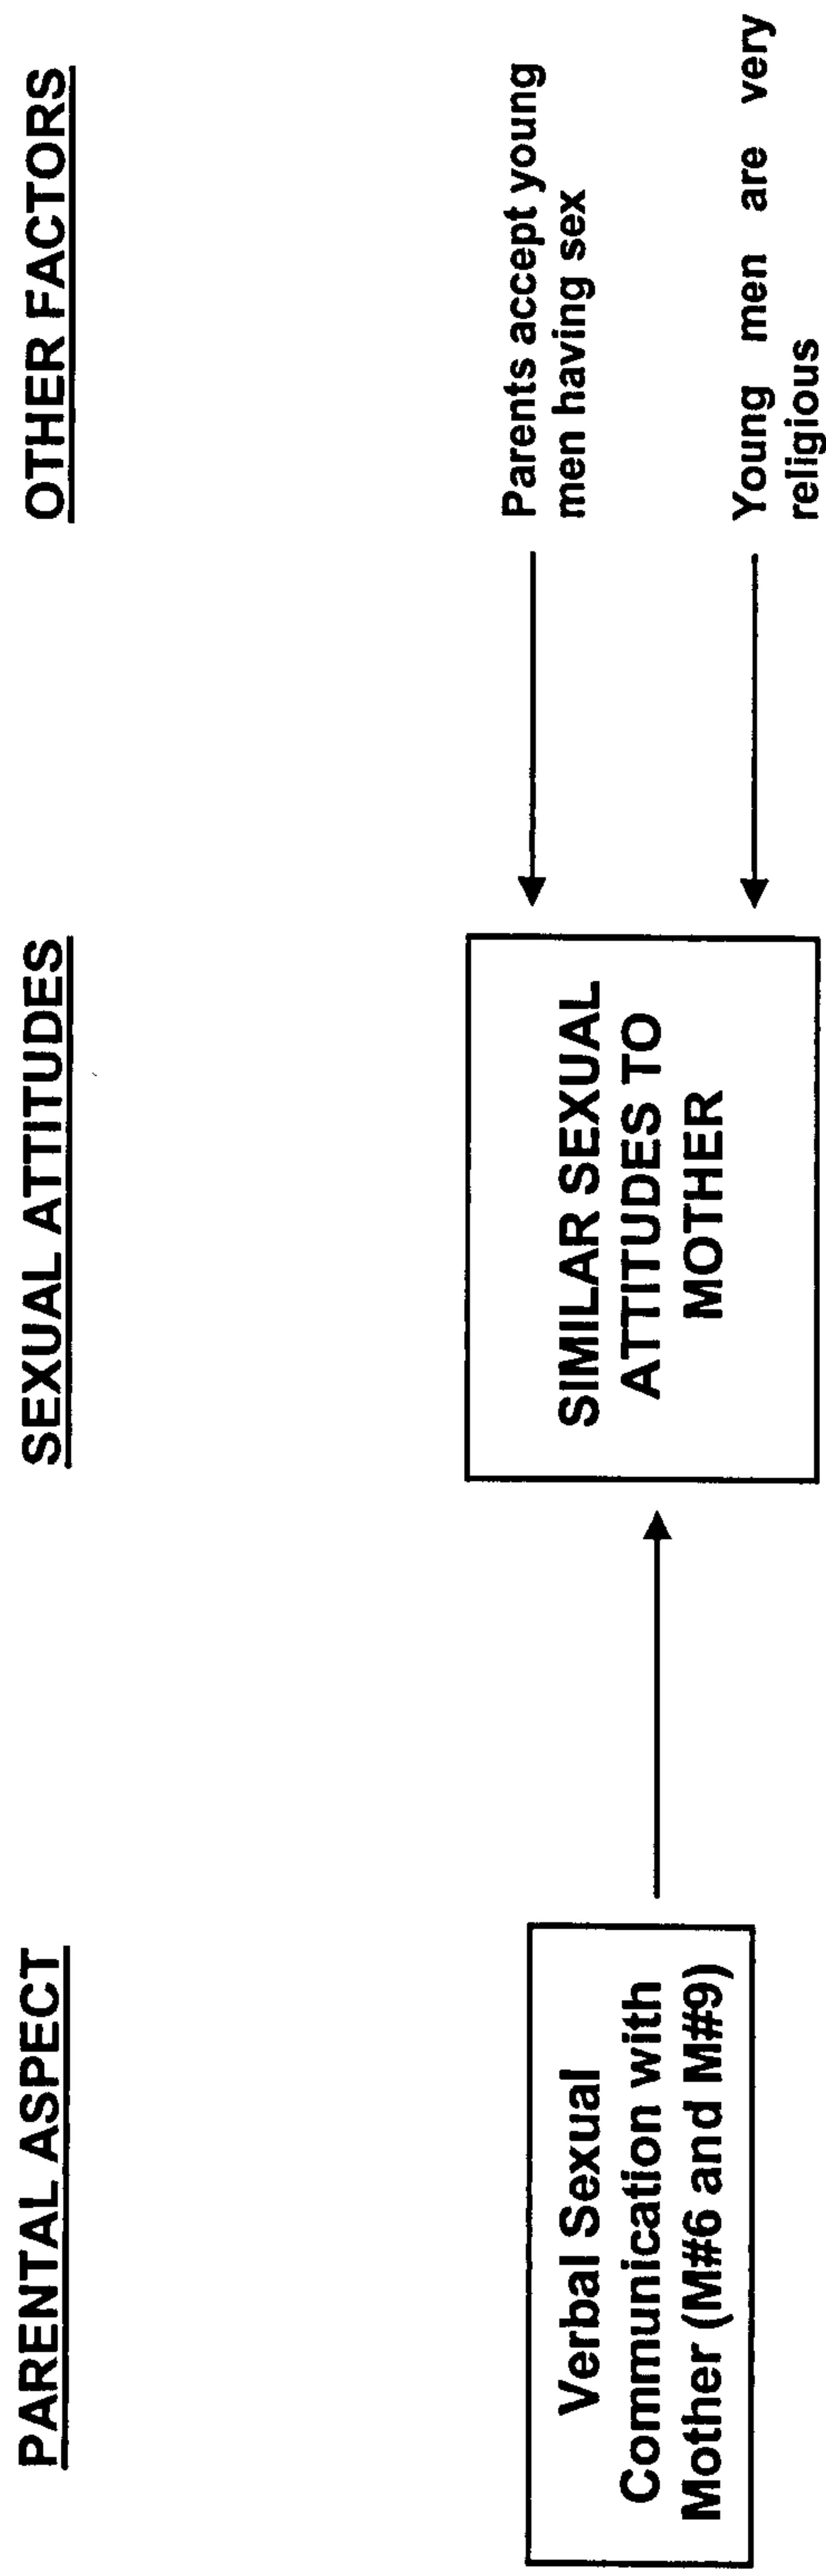 PARENTAL ASPECT
SEXUAL ATTITUDES
OTHER FACTORS
Verbal Sexual
Communication with
Mother (M#6 and M#9)
SIMILAR SEXUAL
ATTITUDES TO
MOTHER
Parents accept young
men having sex
Young men are very
religious